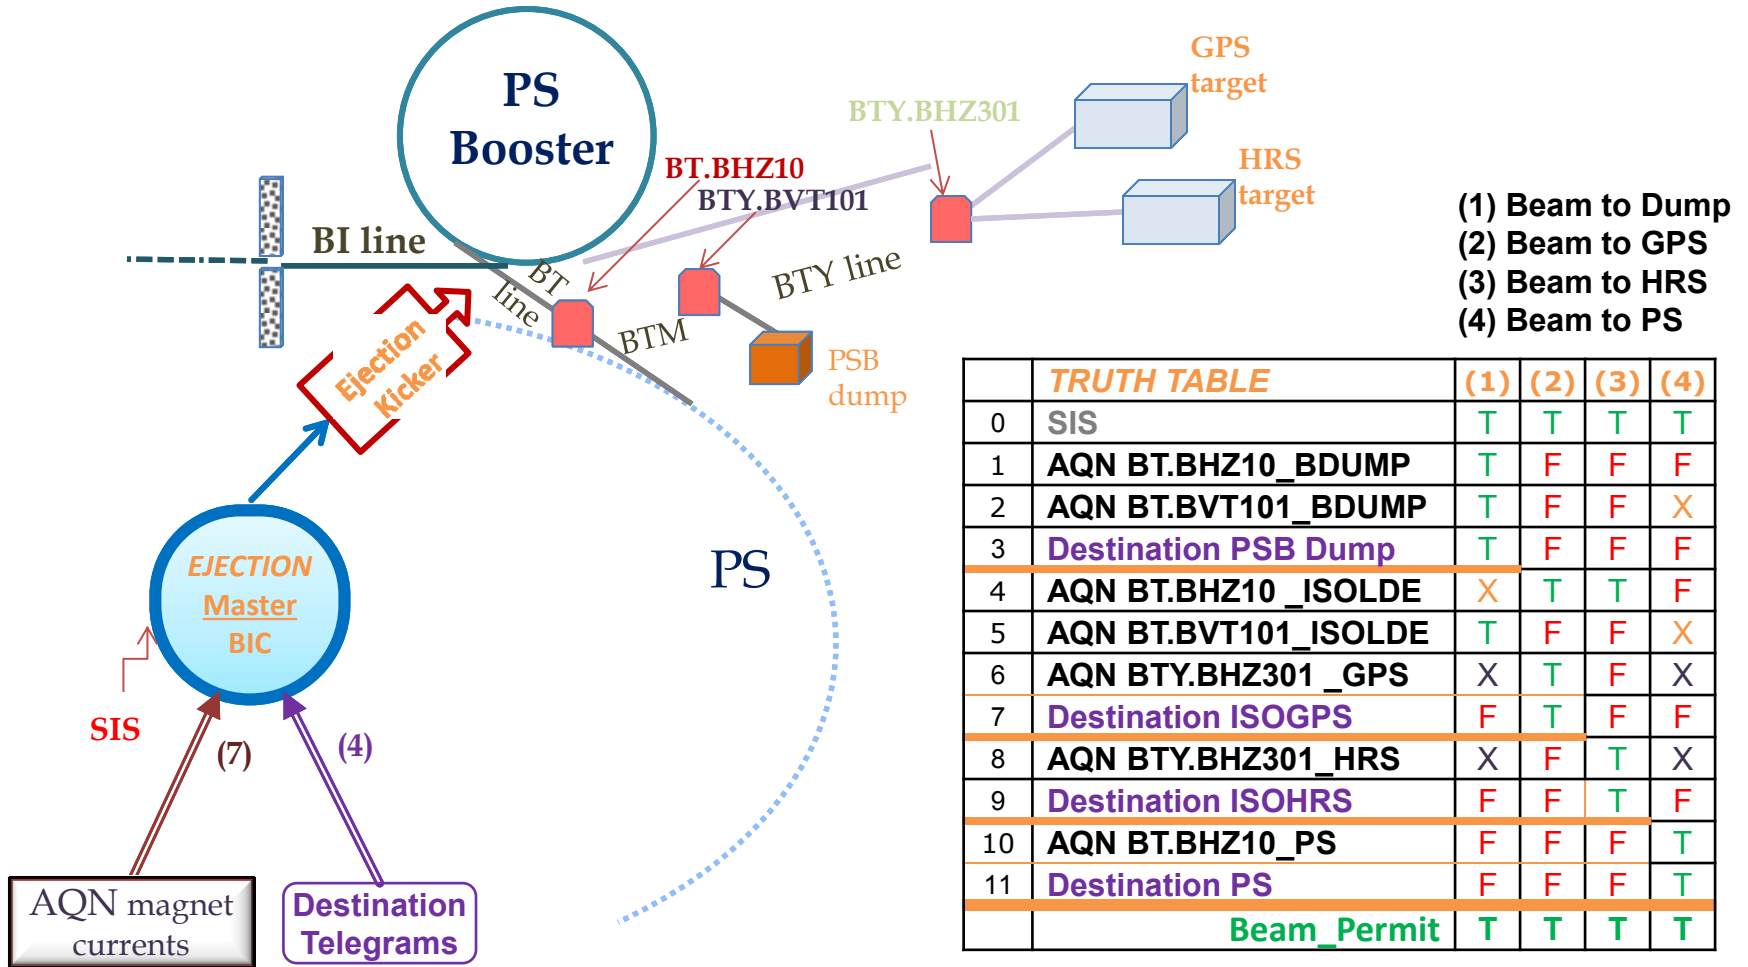 PS
Booster
GPS
target
BTY.BHZ301
HRS
target
BT.BHZ10
BTY.BVT101
BI line
BT
line
BTM
BTY line
PSB
dump
Ejection
Kicker
PS
EJECTION
Master
BIC
SIS
(7)
(4)
AQN magnet
currents
Destination
Telegrams
(1) Beam to Dump
(2) Beam to GPS
(3) Beam to HRS
(4) Beam to PS
TRUTH TABLE (1) (2) (3) (4)
0 SIS T T T T
1 AQN BT.BHZ10_BDUMP T F F F
2 AQN BT.BVT101_BDUMP T F F X
3 Destination PSB Dump T F F F
4 AQN BT.BHZ10 _ISOLDE X T T F
5 AQN BT.BVT101_ISOLDE T F F X
6 AQN BTY.BHZ301 _GPS X T F X
7 Destination ISOGPS F T F F
8 AQN BTY.BHZ301_HRS X F T X
9 Destination ISOHRS F F T F
10 AQN BT.BHZ10_PS F F F T
11 Destination PS F F F T
Beam_Permit T T T T